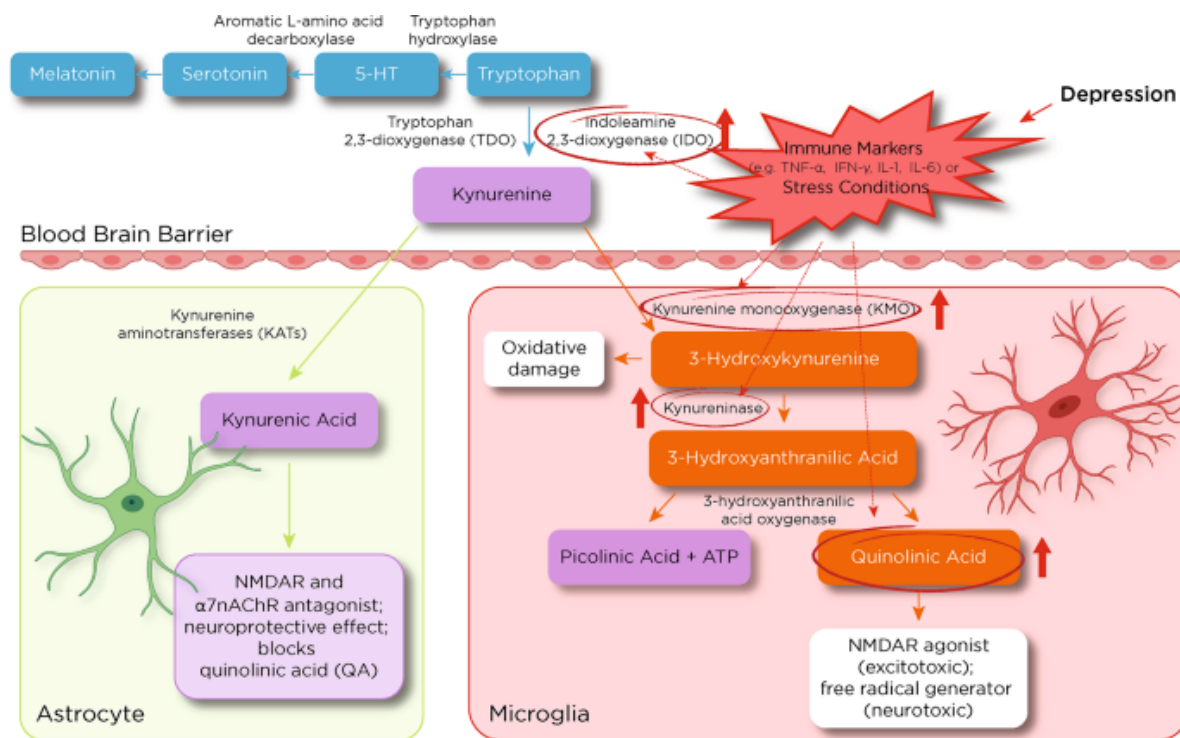 Aromatic L-amino acid
decarboxylase
Tryptophan
hydroxylase
Melatonin
Serotonin
5-HT
Tryptophan
Depression
Tryptophan
2,3-dioxygenase (TDO)
Indoleamine
2,3-dioxygenase (IDO)
Immune Markers
(e.g. TNF-α, IFN-γ, IL-1, IL-6) or
Stress Conditions
Kynurenine
Blood Brain Barrier
Kynurenine
aminotransferases (KATs)
Kynurenic Acid
NMDAR and
α7nAChR antagonist;
neuroprotective effect;
blocks
quinolinic acid (QA)
Astrocyte
Kynurenine monooxygenase (KMO)
Oxidative
damage
3-Hydroxykynurenine
Kynureninase
3-Hydroxyanthranilic Acid
3-hydroxyanthranilic
acid oxygenase
Picolinic Acid + ATP
Quinolinic Acid
NMDAR agonist
(excitotoxic);
free radical generator
(neurotoxic)
Microglia